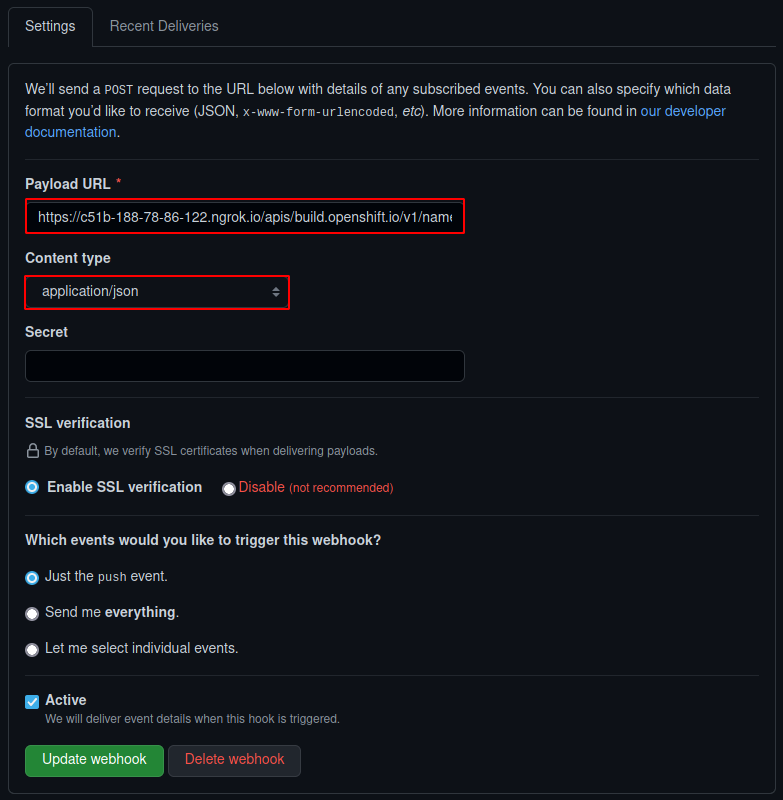 Settings
Recent Deliveries
We'll send a POST request to the URL below with details of any subscribed events. You can also specify which data
format you'd like to receive (JSON, x-www-form-urlencoded, etc). More information can be found in our developer
documentation.
Payload URL *
https://c51b-188-78-86-122.ngrok.io/apis/build.openshift.io/v1/name
Content type
application/json
Secret
SSL verification
By default, we verify SSL certificates when delivering payloads.
Enable SSL verification
Disable (not recommended)
Which events would you like to trigger this webhook?
Just the push event.
Send me everything.
Let me select individual events.
Active
We will deliver event details when this hook is triggered.
Update webhook
Delete webhook